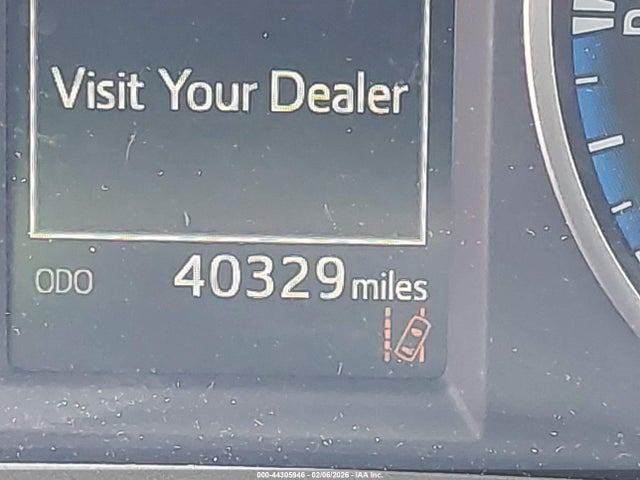 Visit Your Dealer
ODO 40329 miles
000-44305946 - 02/06/2026 - IAA Inc.